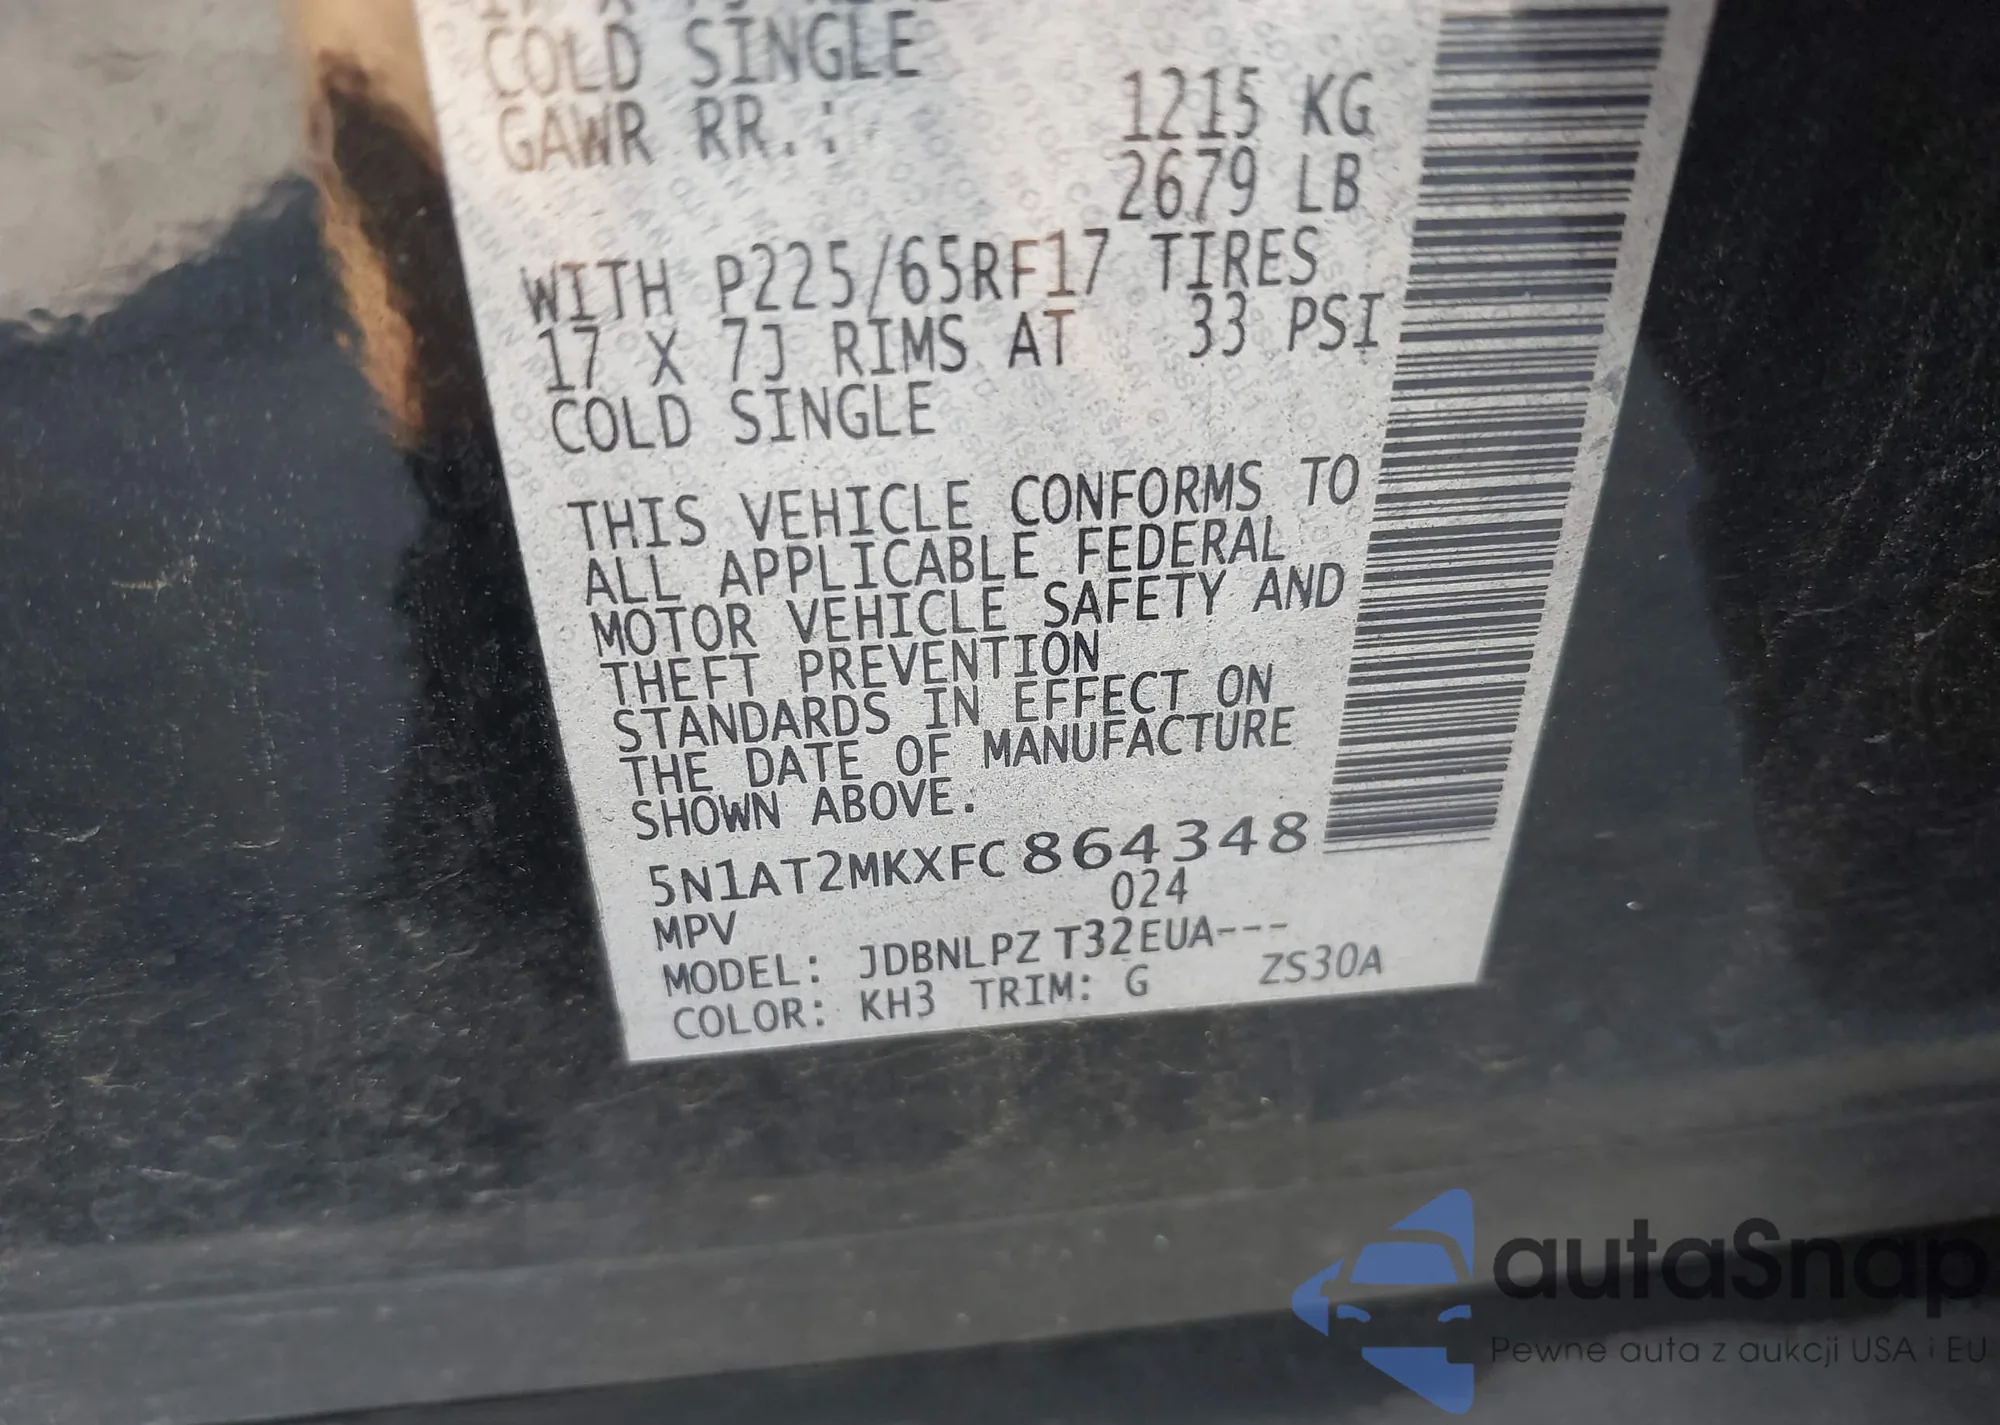 COLD SINGLE
GAWR RR.: 1215 KG
2679 LB
WITH P225/65RF17 TIRES
17 X 7J RIMS AT 33 PSI
COLD SINGLE
THIS VEHICLE CONFORMS TO
ALL APPLICABLE FEDERAL
MOTOR VEHICLE SAFETY AND
THEFT PREVENTION
STANDARDS IN EFFECT ON
THE DATE OF MANUFACTURE
SHOWN ABOVE.
5N1AT2MKXFC864348
MPV 024
MODEL: JDBNLPZ T32EUA---
COLOR: KH3 TRIM: G ZS30A
autaSnap
Pewne auta z aukcji USA i EU